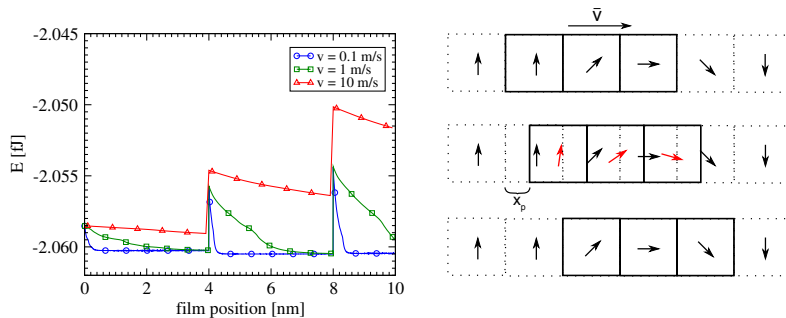 -2.045
-2.050
-2.055
-2.060
E [fJ]
v = 0.1 m/s
v = 1 m/s
v = 10 m/s
0 2 4 6 8 10
film position [nm]
v̄
xp